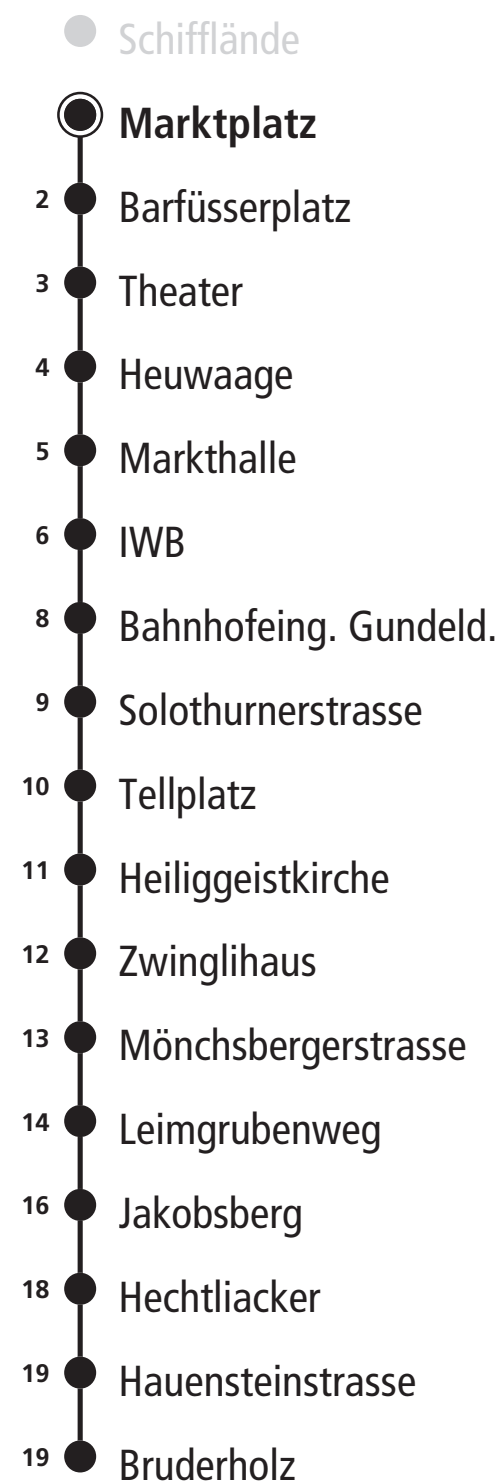 Schifflände
Marktplatz
2 Barfüsserplatz
3 Theater
4 Heuwaage
5 Markthalle
6 IWB
8 Bahnhofeing. Gundeld.
9 Solothurnerstrasse
10 Tellplatz
11 Heiliggeistkirche
12 Zwinglihaus
13 Mönchsbergerstrasse
14 Leimgrubenweg
16 Jakobsberg
18 Hechtliacker
19 Hauensteinstrasse
19 Bruderholz